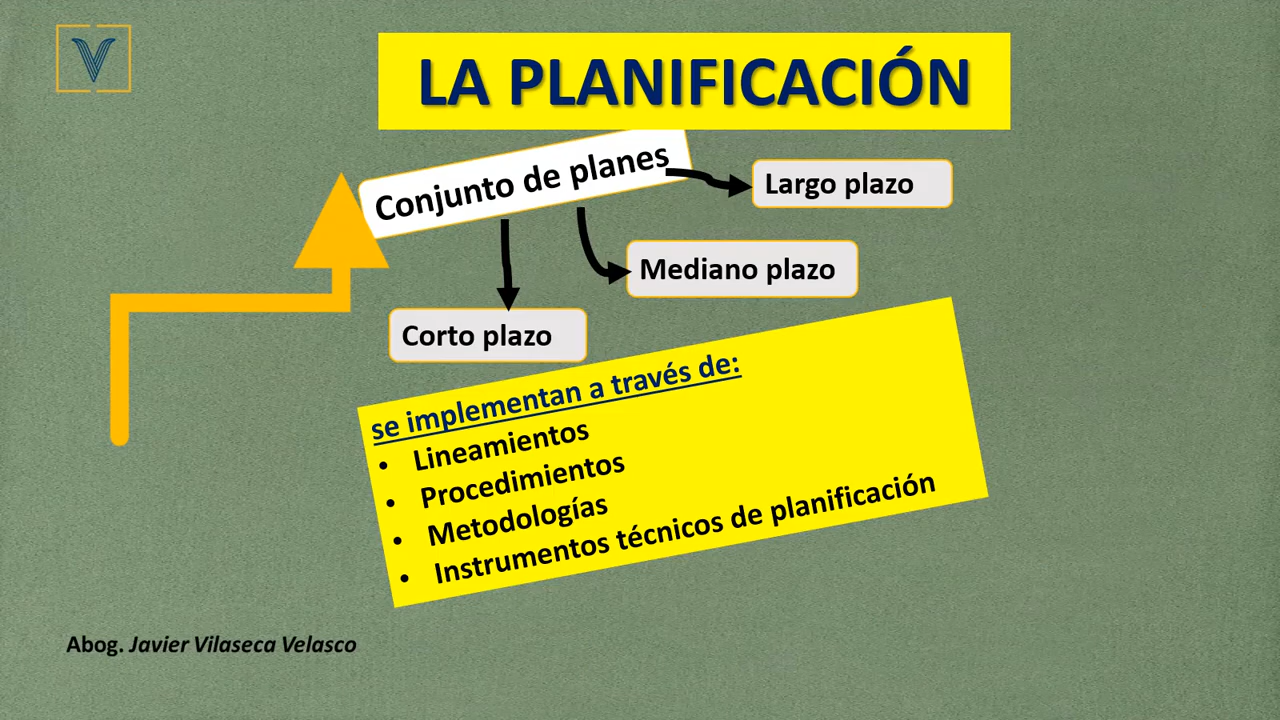 V
LA PLANIFICACIÓN
Conjunto de planes
Largo plazo
Mediano plazo
Corto plazo
se implementan a través de:
• Lineamientos
• Procedimientos
• Metodologías
• Instrumentos técnicos de planificación
Abog. Javier Vilaseca Velasco